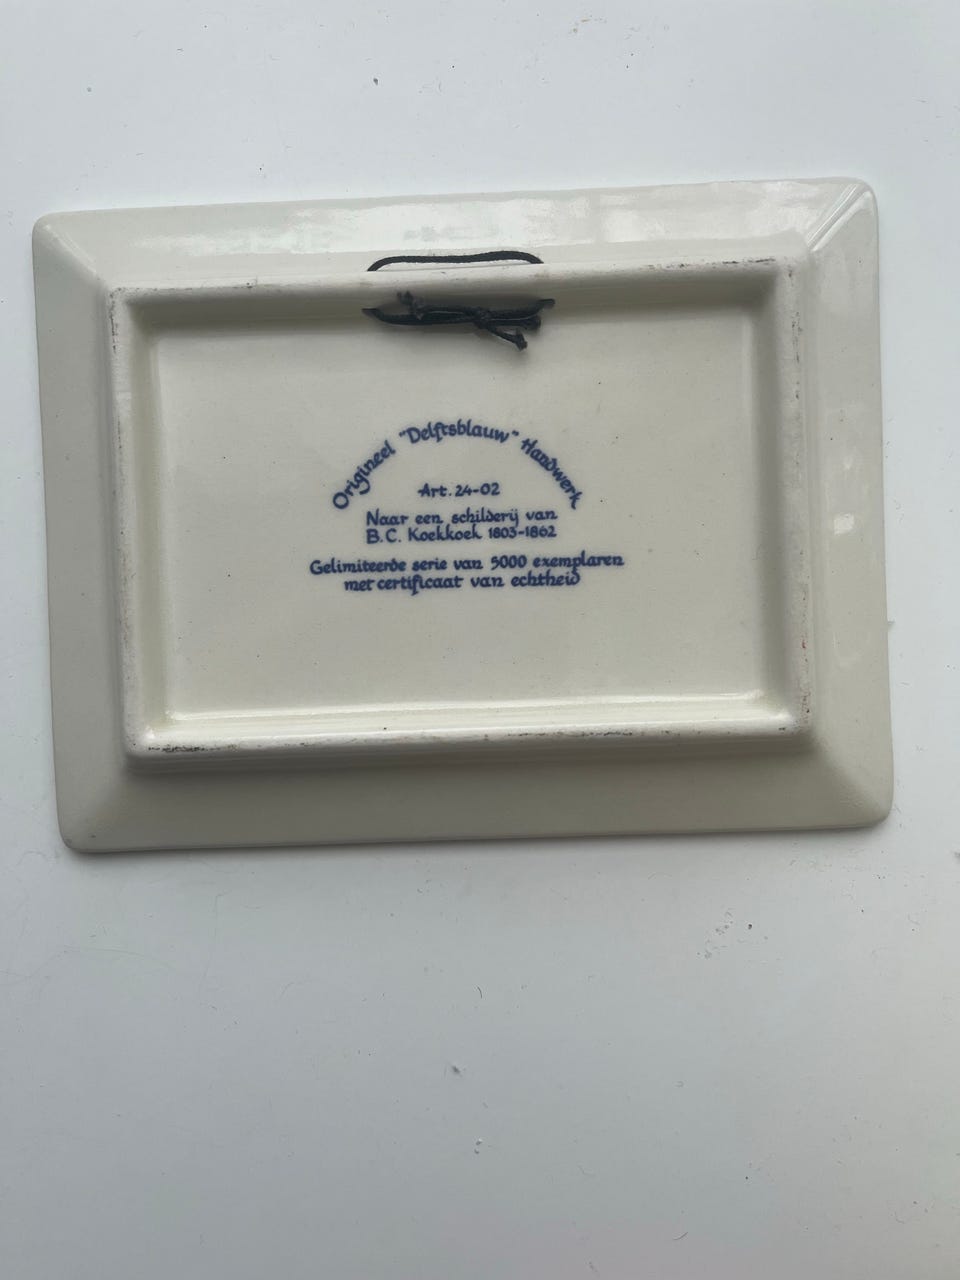 Origineel "Delftsblauw" Handwerk
Art. 24-02
Naar een schilderij van
B.C. Koekkoek 1803-1862
Gelimiteerde serie van 5000 exemplaren
met certificaat van echtheid